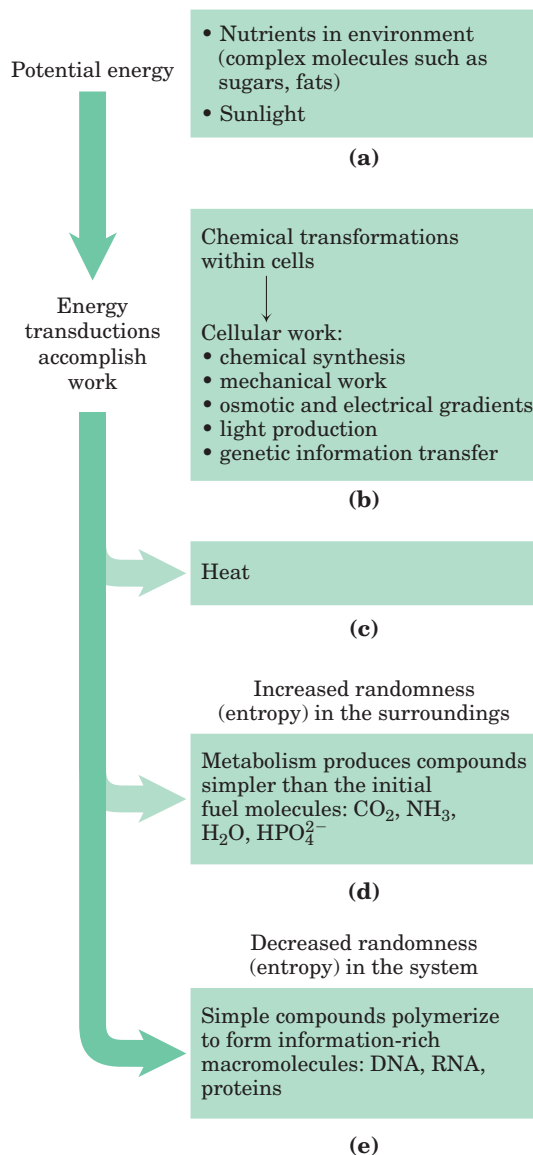 Potential energy
• Nutrients in environment
(complex molecules such as
sugars, fats)
• Sunlight
(a)
Energy
transductions
accomplish
work
Chemical transformations
within cells
Cellular work:
• chemical synthesis
• mechanical work
• osmotic and electrical gradients
• light production
• genetic information transfer
(b)
Heat
(c)
Increased randomness
(entropy) in the surroundings
Metabolism produces compounds
simpler than the initial
fuel molecules: CO₂, NH₃,
H₂O, HPO₄²⁻
(d)
Decreased randomness
(entropy) in the system
Simple compounds polymerize
to form information-rich
macromolecules: DNA, RNA,
proteins
(e)